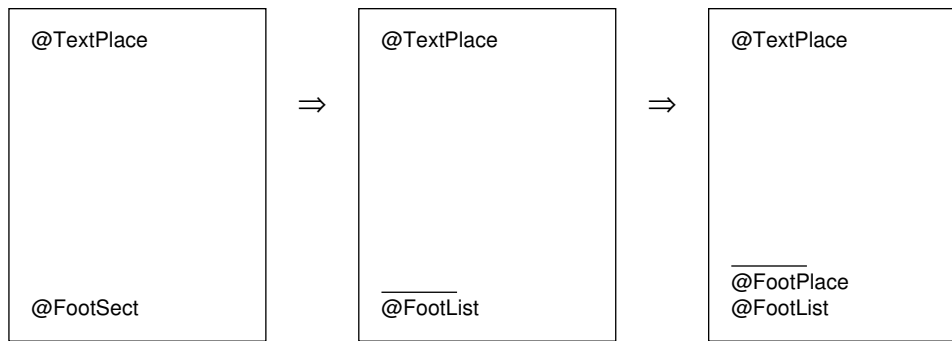 @TextPlace
@FootSect
⇒
@TextPlace
@FootList
⇒
@TextPlace
@FootPlace
@FootList